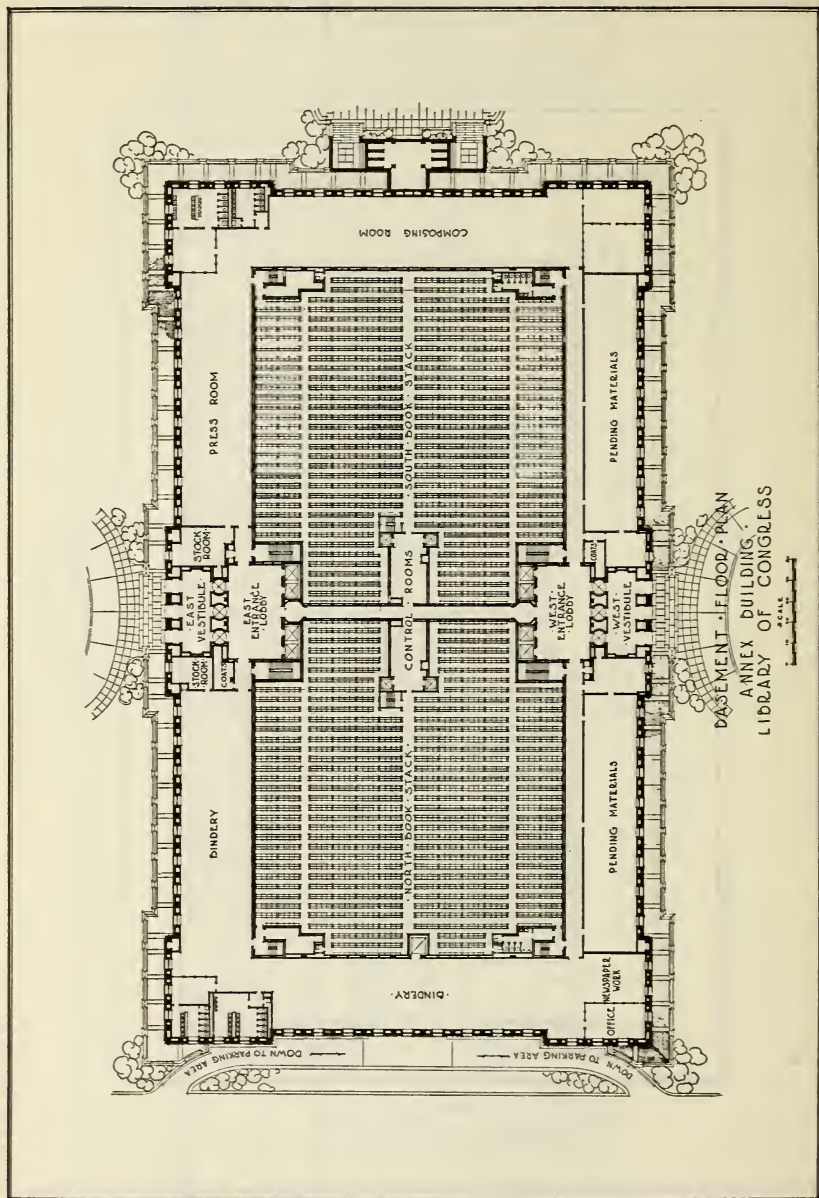 COMPOSING ROOM
PRESS ROOM
SOUTH · BOOK · STACK
PENDING MATERIALS
STOCK
ROOM
COATS
· EAST ·
VESTIBULE ·
EAST
ENTRANCE
LOBBY
CONTROL · ROOMS
WEST
ENTRANCE
LOBBY
· WEST ·
VESTIBULE
STOCK
ROOM
COATS
BINDERY
· NORTH · BOOK · STACK ·
PENDING MATERIALS
· BINDERY ·
OFFICE
NEWSPAPER
WORK
DOWN TO PARKING AREA
DOWN TO PARKING AREA
BASEMENT · FLOOR · PLAN
ANNEX BUILDING ·
LIBRARY OF CONGRESS
SCALE